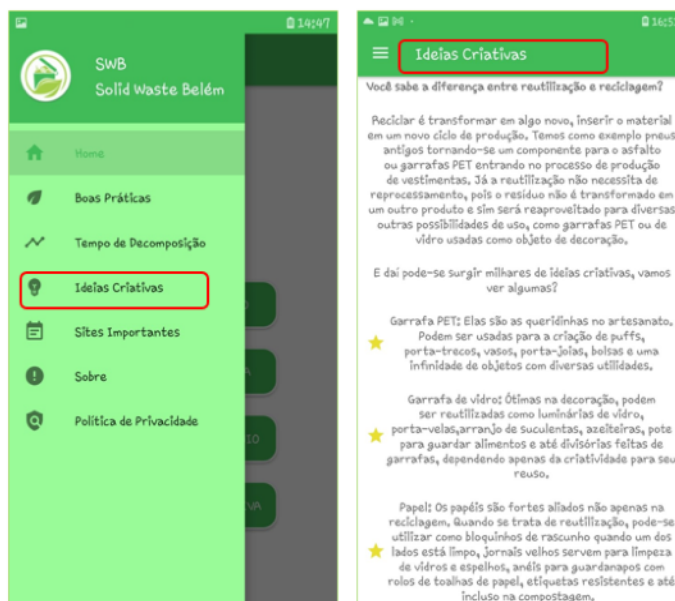 14:47
SWB
Solid Waste Belém
Home
Boas Práticas
Tempo de Decomposição
Ideias Criativas
Sites Importantes
Sobre
Política de Privacidade
Ideias Criativas
Você sabe a diferença entre reutilização e reciclagem?
Reciclar é transformar em algo novo, inserir o material
em um novo ciclo de produção. Temos como exemplo pneus
antigos tornando-se um componente para o asfalto
ou garrafas PET entrando no processo de produção
de vestimentas. Já a reutilização não necessita de
reprocessamento, pois o resíduo não é transformado em
um outro produto e sim será reaproveitado para diversas
outras possibilidades de uso, como garrafas PET ou de
vidro usadas como objeto de decoração.
E daí pode-se surgir milhares de ideias criativas, vamos
ver algumas?
Garrafa PET: Elas são as queridinhas no artesanato.
Podem ser usadas para a criação de puffs,
porta-trecos, vasos, porta-joias, bolsas e uma
infinidade de objetos com diversas utilidades.
Garrafa de vidro: Ótimas na decoração, podem
ser reutilizadas como luminárias de vidro,
porta-velas,arranjo de suculentas, azeiteiras, pote
para guardar alimentos e até divisórias feitas de
garrafas, dependendo apenas da criatividade para seu
reuso.
Papel: Os papéis são fortes aliados não apenas na
reciclagem. Quando se trata de reutilização, pode-se
utilizar como bloquinhos de rascunho quando um dos
lados está limpo, jornais velhos servem para limpeza
de vidros e espelhos, anéis para guardanapos com
rolos de toalhas de papel, etiquetas resistentes e até
incluso na compostagem.